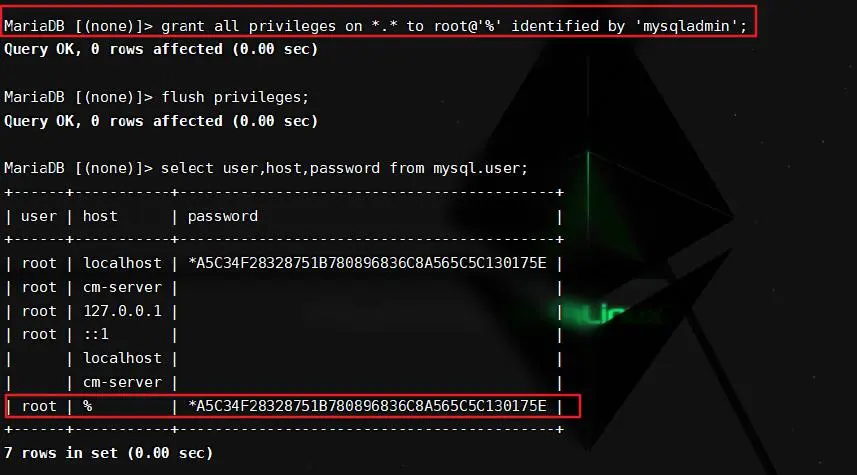 MariaDB [(none)]> grant all privileges on *.* to root@'%' identified by 'mysqladmin';
Query OK, 0 rows affected (0.00 sec)
MariaDB [(none)]> flush privileges;
Query OK, 0 rows affected (0.00 sec)
MariaDB [(none)]> select user,host,password from mysql.user;
+------+-----------+-------------------------------------------+
| user | host      | password                                  |
+------+-----------+-------------------------------------------+
| root | localhost | *A5C34F28328751B780896836C8A565C5C130175E |
| root | cm-server |                                           |
| root | 127.0.0.1 |                                           |
| root | ::1       |                                           |
|      | localhost |                                           |
|      | cm-server |                                           |
| root | %         | *A5C34F28328751B780896836C8A565C5C130175E |
+------+-----------+-------------------------------------------+
7 rows in set (0.00 sec)